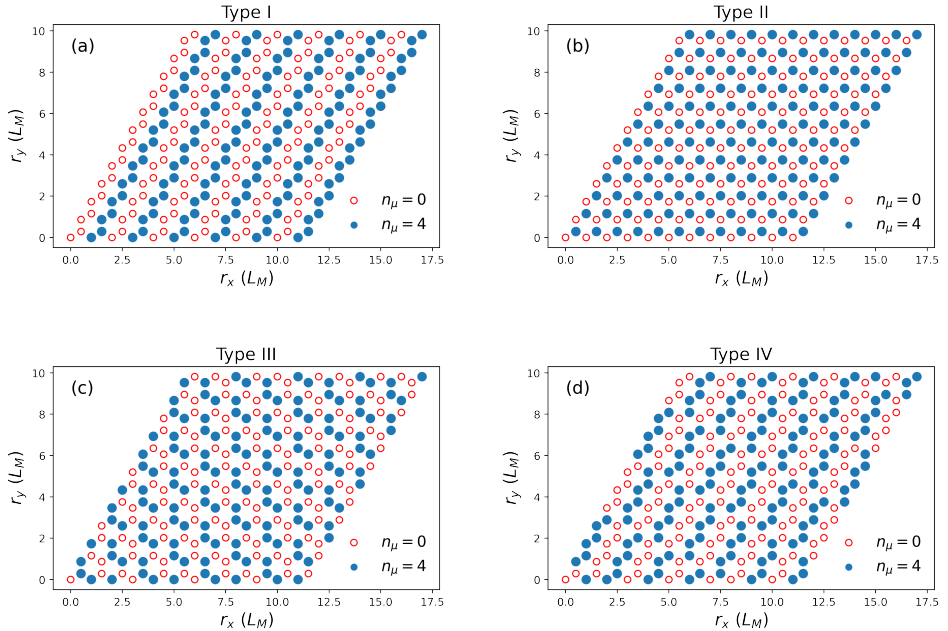 Type I
(a)
r_y (L_M)
10
8
6
4
2
0
n_μ = 0
n_μ = 4
0.0 2.5 5.0 7.5 10.0 12.5 15.0 17.5
r_x (L_M)
Type II
(b)
r_y (L_M)
10
8
6
4
2
0
n_μ = 0
n_μ = 4
0.0 2.5 5.0 7.5 10.0 12.5 15.0 17.5
r_x (L_M)
Type III
(c)
r_y (L_M)
10
8
6
4
2
0
n_μ = 0
n_μ = 4
0.0 2.5 5.0 7.5 10.0 12.5 15.0 17.5
r_x (L_M)
Type IV
(d)
r_y (L_M)
10
8
6
4
2
0
n_μ = 0
n_μ = 4
0.0 2.5 5.0 7.5 10.0 12.5 15.0 17.5
r_x (L_M)